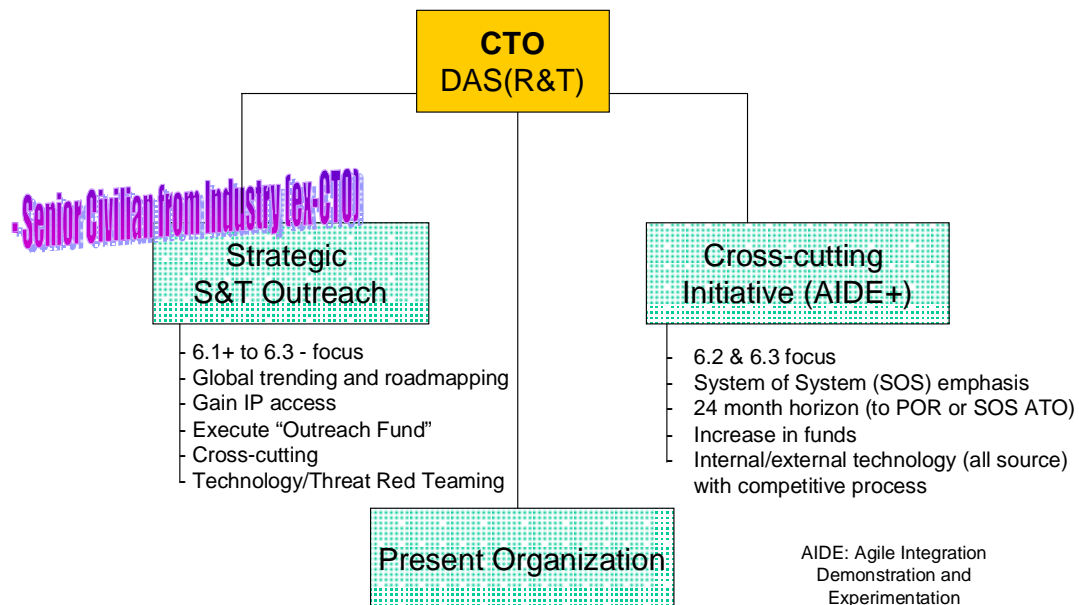 CTO
DAS(R&T)
-Senior Civilian from Industry (ex-CTO)
Strategic
S&T Outreach
- 6.1+ to 6.3 - focus
- Global trending and roadmapping
- Gain IP access
- Execute “Outreach Fund”
- Cross-cutting
- Technology/Threat Red Teaming
Cross-cutting
Initiative (AIDE+)
- 6.2 & 6.3 focus
- System of System (SOS) emphasis
- 24 month horizon (to POR or SOS ATO)
- Increase in funds
- Internal/external technology (all source)
with competitive process
Present Organization
AIDE: Agile Integration
Demonstration and
Experimentation